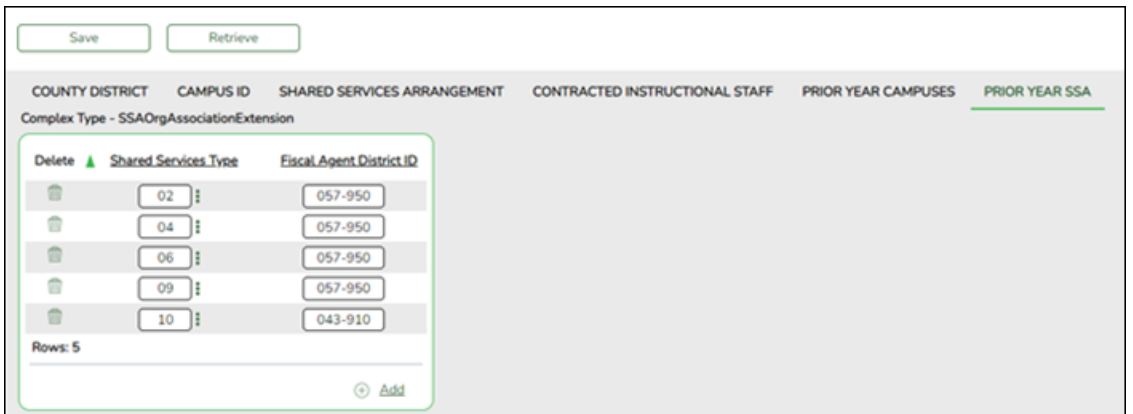 Save Retrieve
COUNTY DISTRICT CAMPUS ID SHARED SERVICES ARRANGEMENT CONTRACTED INSTRUCTIONAL STAFF PRIOR YEAR CAMPUSES PRIOR YEAR SSA
Complex Type - SSAOrgAssociationExtension
Delete Shared Services Type Fiscal Agent District ID
02 057-950
04 057-950
06 057-950
09 057-950
10 043-910
Rows: 5
Add